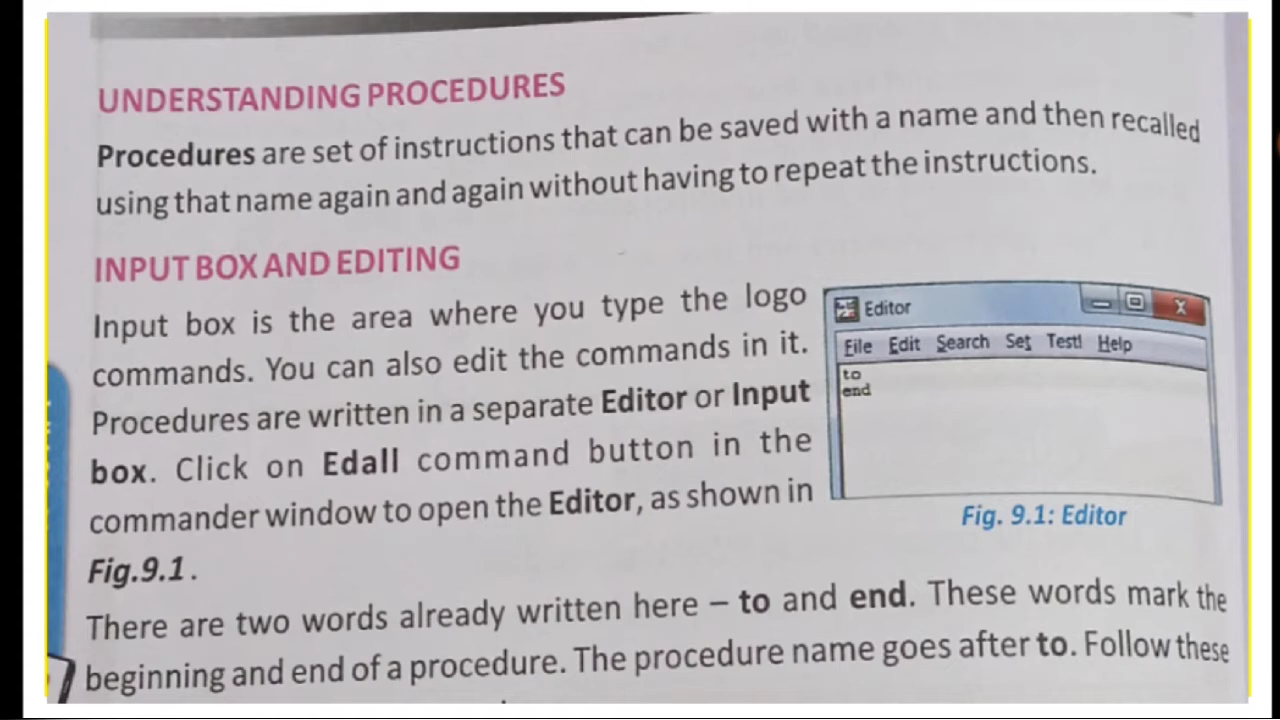 UNDERSTANDING PROCEDURES
Procedures are set of instructions that can be saved with a name and then recalled
using that name again and again without having to repeat the instructions.
INPUT BOX AND EDITING
Input box is the area where you type the logo
commands. You can also edit the commands in it.
Procedures are written in a separate Editor or Input
box. Click on Edall command button in the
commander window to open the Editor, as shown in
Fig.9.1.
Editor
File Edit Search Set Test! Help
to
end
Fig. 9.1: Editor
There are two words already written here – to and end. These words mark the
beginning and end of a procedure. The procedure name goes after to. Follow these